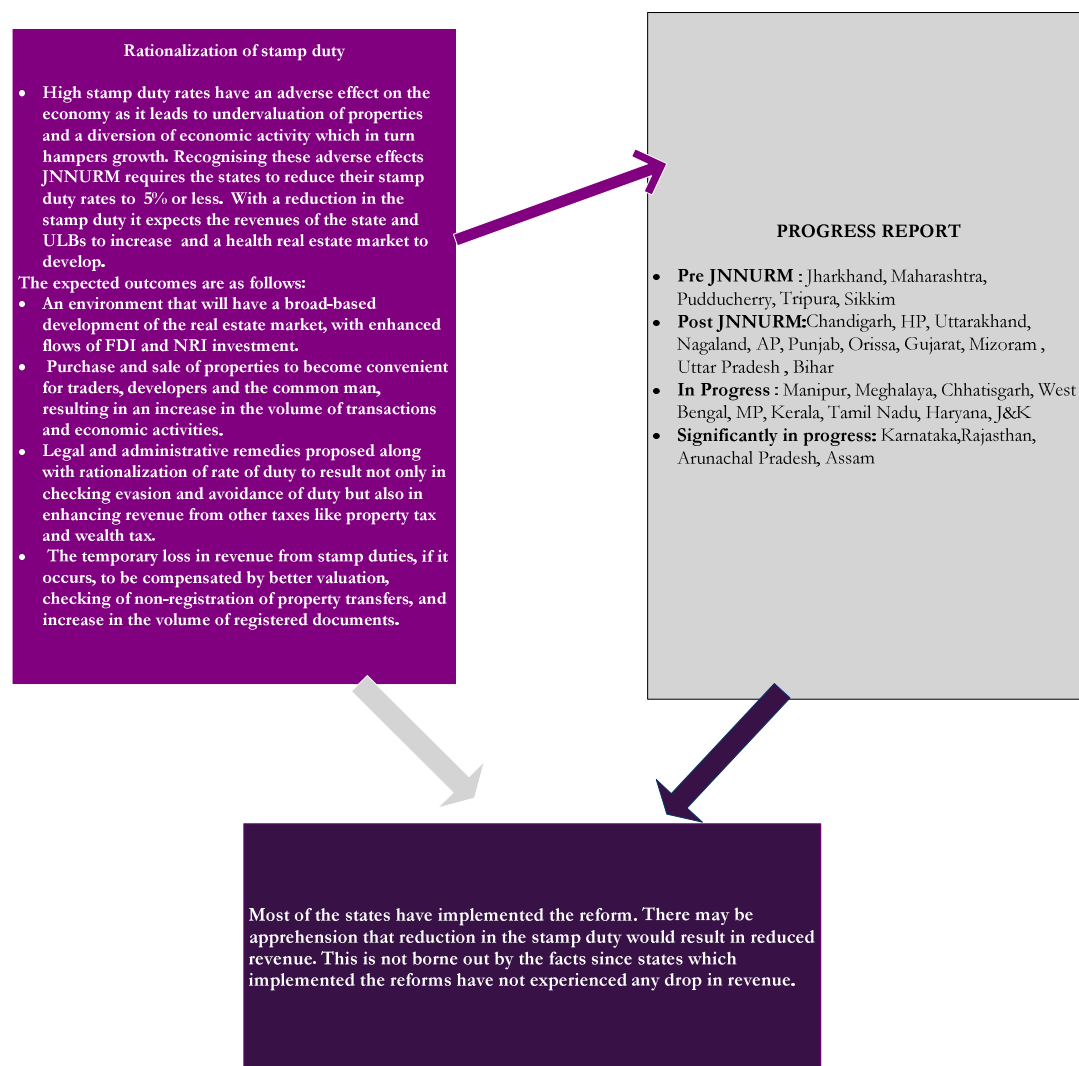 Rationalization of stamp duty
• High stamp duty rates have an adverse effect on the
economy as it leads to undervaluation of properties
and a diversion of economic activity which in turn
hampers growth. Recognising these adverse effects
JNNURM requires the states to reduce their stamp
duty rates to 5% or less. With a reduction in the
stamp duty it expects the revenues of the state and
ULBs to increase and a health real estate market to
develop.
The expected outcomes are as follows:
• An environment that will have a broad-based
development of the real estate market, with enhanced
flows of FDI and NRI investment.
• Purchase and sale of properties to become convenient
for traders, developers and the common man,
resulting in an increase in the volume of transactions
and economic activities.
• Legal and administrative remedies proposed along
with rationalization of rate of duty to result not only in
checking evasion and avoidance of duty but also in
enhancing revenue from other taxes like property tax
and wealth tax.
• The temporary loss in revenue from stamp duties, if it
occurs, to be compensated by better valuation,
checking of non-registration of property transfers, and
increase in the volume of registered documents.
PROGRESS REPORT
• Pre JNNURM : Jharkhand, Maharashtra,
Pudducherry, Tripura, Sikkim
• Post JNNURM:Chandigarh, HP, Uttarakhand,
Nagaland, AP, Punjab, Orissa, Gujarat, Mizoram ,
Uttar Pradesh , Bihar
• In Progress : Manipur, Meghalaya, Chhatisgarh, West
Bengal, MP, Kerala, Tamil Nadu, Haryana, J&K
• Significantly in progress: Karnataka,Rajasthan,
Arunachal Pradesh, Assam
Most of the states have implemented the reform. There may be
apprehension that reduction in the stamp duty would result in reduced
revenue. This is not borne out by the facts since states which
implemented the reforms have not experienced any drop in revenue.